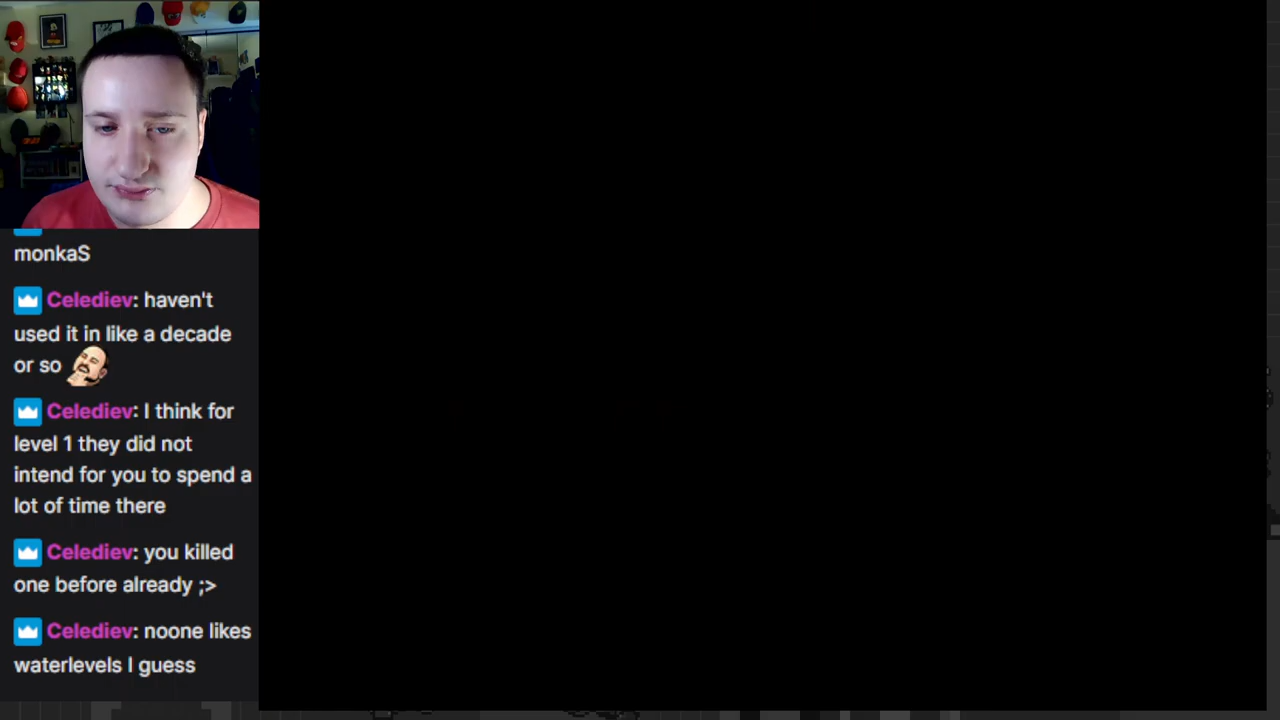 monkaS
Celediev: haven't
used it in like a decade
or so
Celediev: I think for
level 1 they did not
intend for you to spend a
lot of time there
Celediev: you killed
one before already ;>
Celediev: noone likes
waterlevels I guess